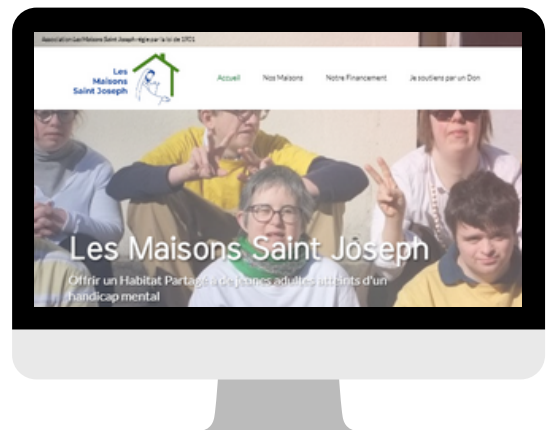 Association Les Maisons Saint Joseph régie par la loi de 1901
Les
Maisons
Saint Joseph
Accueil
Nos Maisons
Notre Financement
Je soutiens par un Don
Les Maisons Saint Joseph
Offrir un Habitat Partagé à de jeunes adultes atteints d'un
handicap mental